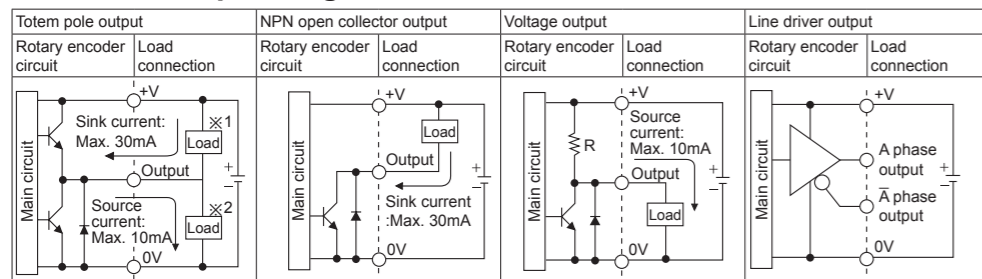 Totem pole output
Rotary encoder circuit
Load connection
Main circuit
+V
Sink current:
Max. 30mA
※1
Load
Output
Source
current:
Max. 10mA
※2
Load
0V
+
−
NPN open collector output
Rotary encoder circuit
Load connection
Main circuit
+V
Load
Output
Sink current
:Max. 30mA
0V
+
−
Voltage output
Rotary encoder circuit
Load connection
Main circuit
+V
R
Source
current:
Max. 10mA
Output
Load
0V
+
−
Line driver output
Rotary encoder circuit
Load connection
Main circuit
+V
A phase
output
A̅ phase
output
0V
+
−